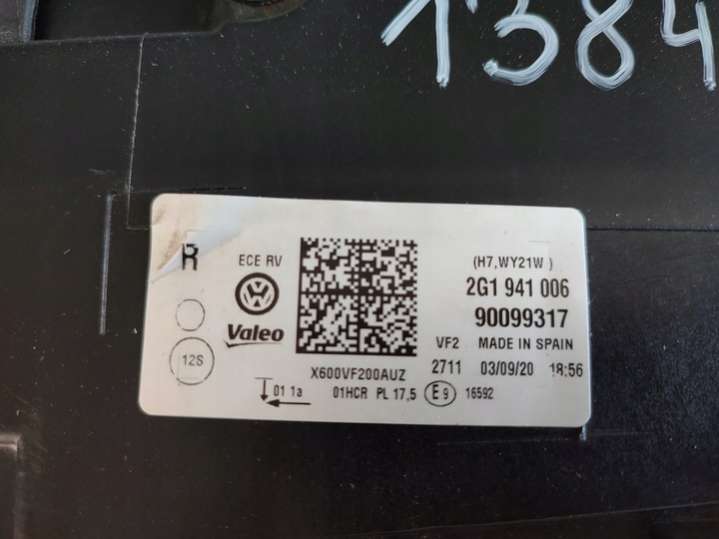 1384
R
ECE RV
(H7,WY21W )
2G1 941 006
Valeo
90099317
VF2 MADE IN SPAIN
12S
X600VF200AUZ
2711 03/09/20 18:56
01 1a
01HCR PL 17,5
E9 16592